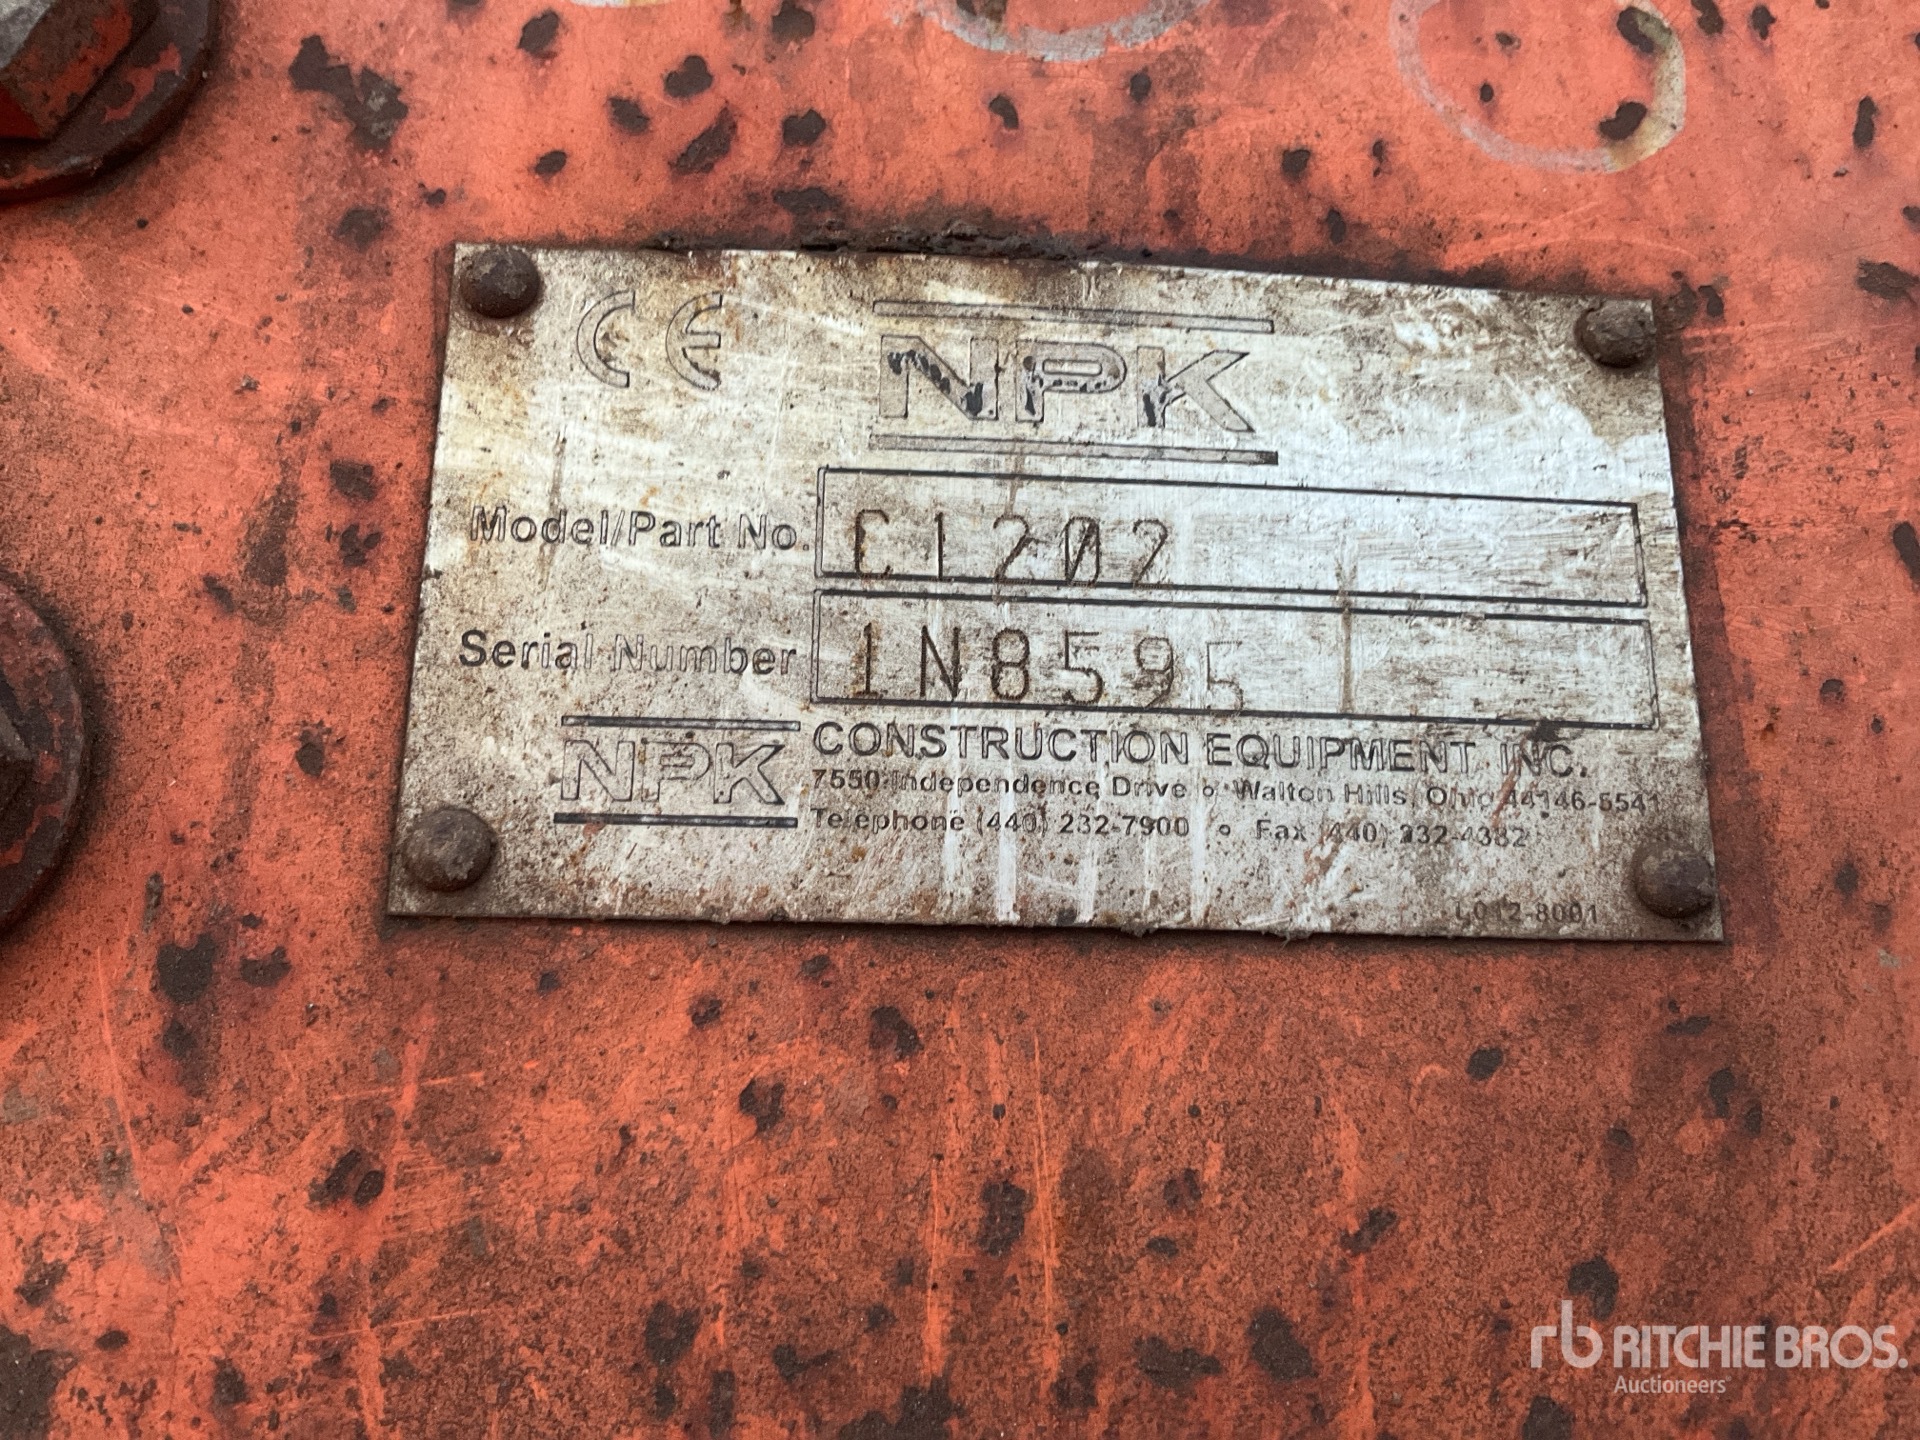 CE NPK
Model/Part No. C1202
Serial Number 1N8595
NPK CONSTRUCTION EQUIPMENT, INC.
7550 Independence Drive • Walton Hills, Ohio 44146-5541
Telephone (440) 232-7900 • Fax (440) 232-4382
L012-8001
rb RITCHIE BROS.
Auctioneers